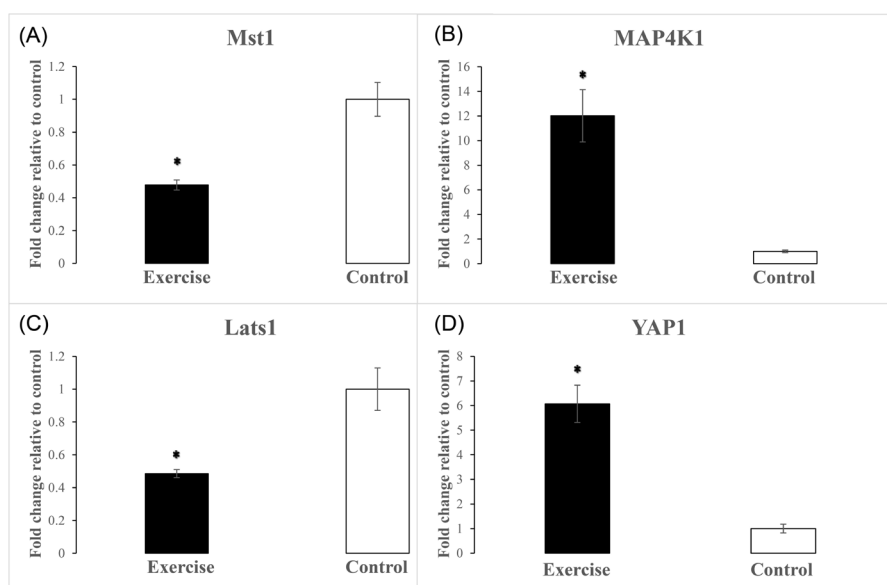 (A)
Mst1
Fold change relative to control
1.2
1
0.8
0.6
0.4
0.2
0
*
Exercise
Control
(B)
MAP4K1
Fold change relative to control
16
14
12
10
8
6
4
2
0
*
Exercise
Control
(C)
Lats1
Fold change relative to control
1.2
1
0.8
0.6
0.4
0.2
0
*
Exercise
Control
(D)
YAP1
Fold change relative to control
8
7
6
5
4
3
2
1
0
*
Exercise
Control